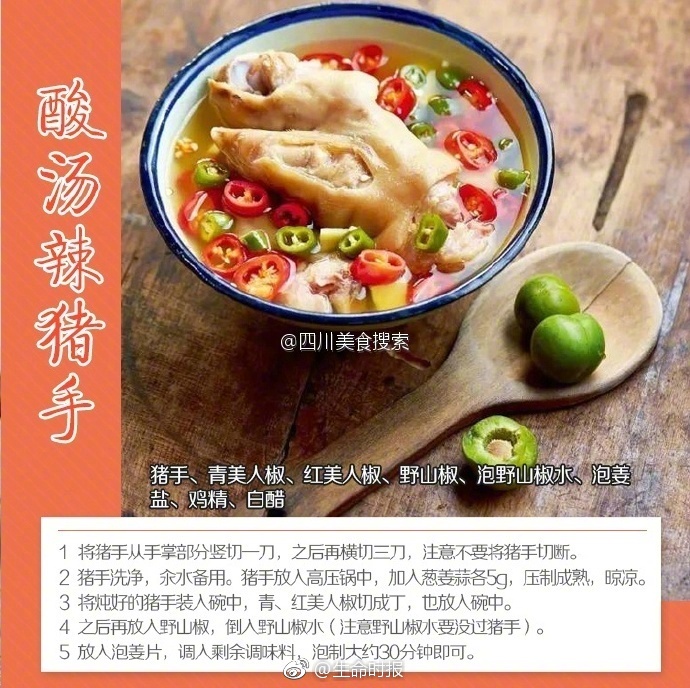 酸汤辣猪手
@四川美食搜索
猪手、青美人椒、红美人椒、野山椒、泡野山椒水、泡姜
盐、鸡精、白醋
1 将猪手从手掌部分竖切一刀，之后再横切三刀，注意不要将猪手切断。
2 猪手洗净，汆水备用。猪手放入高压锅中，加入葱姜蒜各5g，压制成熟，晾凉。
3 将炖好的猪手装入碗中，青、红美人椒切成丁，也放入碗中。
4 之后再放入野山椒，倒入野山椒水（注意野山椒水要没过猪手）。
5 放入泡姜片，调入剩余调味料，泡制大约30分钟即可。
@生命时报